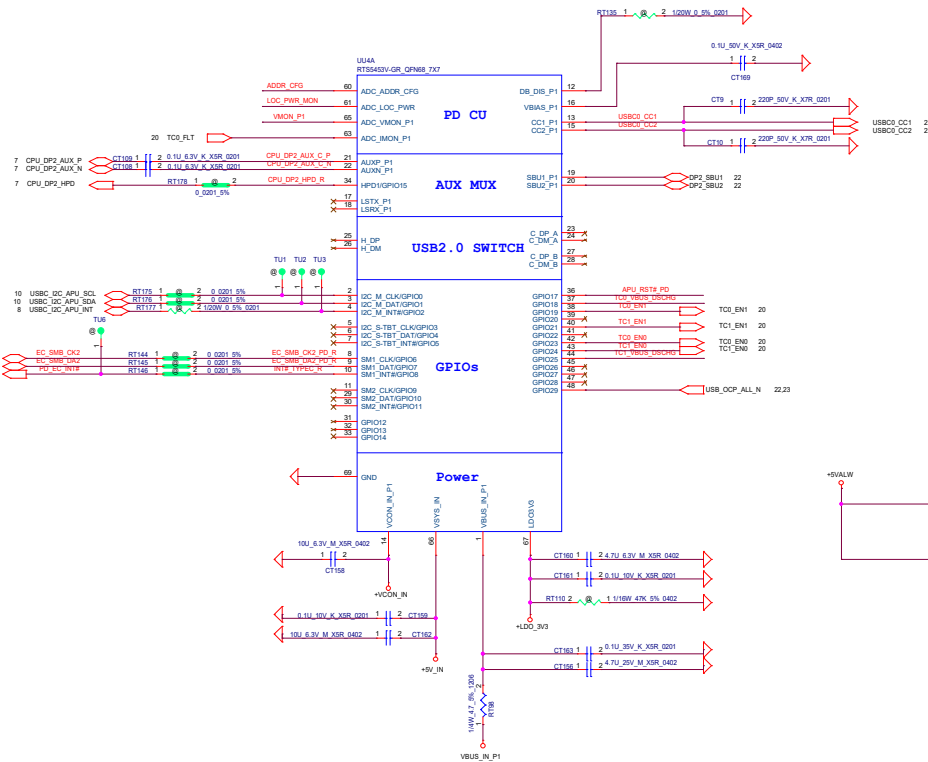 RT135 1 @ 2 1/20W_0_5%_0201
0.1U_50V_K_X5R_0402
1 2
CT169
UU4A
RTS5453V-GR_QFN68_7X7
ADDR_CFG 60 ADC_ADDR_CFG
LOC_PWR_MON 61 ADC_LOC_PWR
VMON_P1 65 ADC_VMON_P1
20 TC0_FLT 63 ADC_IMON_P1
PD CU
DB_DIS_P1 12
VBIAS_P1 16
CC1_P1 13 USBC0_CC1
CC2_P1 15 USBC0_CC2
CT9 1 2 220P_50V_K_X7R_0201
USBC0_CC1 2
USBC0_CC2 2
CT10 1 2 220P_50V_K_X7R_0201
7 CPU_DP2_AUX_P CT109 1 2 0.1U_6.3V_K_X5R_0201 CPU_DP2_AUX_C_P 21 AUXP_P1
7 CPU_DP2_AUX_N CT108 1 2 0.1U_6.3V_K_X5R_0201 CPU_DP2_AUX_C_N 22 AUXN_P1
7 CPU_DP2_HPD RT178 1 @ 2 CPU_DP2_HPD_R 34 HPD1/GPIO15
0_0201_5%
17 LSTX_P1
18 LSRX_P1
AUX MUX
SBU1_P1 19 DP2_SBU1 22
SBU2_P1 20 DP2_SBU2 22
25 H_DP
26 H_DM
USB2.0 SWITCH
C_DP_A 23
C_DM_A 24
C_DP_B 27
C_DM_B 28
TU1 TU2 TU3
@ @ @
1 1 1
10 USBC_I2C_APU_SCL RT175 1 @ 2 0_0201_5% 2 I2C_M_CLK/GPIO0
10 USBC_I2C_APU_SDA RT176 1 @ 2 0_0201_5% 3 I2C_M_DAT/GPIO1
8 USBC_I2C_APU_INT RT177 1 2 1/20W_0_5%_0201 4 I2C_M_INT#/GPIO2
TU6
@
1
5 I2C_S-TBT_CLK/GPIO3
6 I2C_S-TBT_DAT/GPIO4
7 I2C_S-TBT_INT#/GPIO5
EC_SMB_CK2 RT144 1 @ 2 0_0201_5% EC_SMB_CK2_PD_R 8 SM1_CLK/GPIO6
EC_SMB_DA2 RT145 1 @ 2 0_0201_5% EC_SMB_DA2_PD_R 9 SM1_DAT/GPIO7
PD_EC_INT# RT146 1 @ 2 0_0201_5% INT#_TYPEC_R 10 SM1_INT#/GPIO8
11 SM2_CLK/GPIO9
29 SM2_DAT/GPIO10
30 SM2_INT#/GPIO11
31 GPIO12
32 GPIO13
33 GPIO14
GPIOs
GPIO17 36 APU_RST#_PD
GPIO18 37 TC0_VBUS_DSCHG
GPIO19 38 TC0_EN1 TC0_EN1 20
GPIO20 39
GPIO21 40 TC1_EN1 TC1_EN1 20
GPIO22 41
GPIO23 42 TC0_EN0 TC0_EN0 20
GPIO24 43 TC1_EN0 TC1_EN0 20
GPIO25 44 TC1_VBUS_DSCHG
GPIO26 45
GPIO27 46
GPIO28 47
GPIO29 48 USB_OCP_ALL_N 22,23
69 GND
Power
VCON_IN_P1 14
VSYS_IN 66
VBUS_IN_P1 1
LDO3V3 67
+5VALW
10U_6.3V_M_X5R_0402
1 2
CT158
+VCON_IN
0.1U_10V_K_X5R_0201 1 2 CT159
10U_6.3V_M_X5R_0402 1 2 CT162
+5V_IN
CT160 1 2 4.7U_6.3V_M_X5R_0402
CT161 1 2 0.1U_10V_K_X5R_0201
RT110 2 @ 1 1/16W_47K_5%_0402
+LDO_3V3
CT163 1 2 0.1U_35V_K_X5R_0201
CT156 1 2 4.7U_25V_M_X5R_0402
1/4W_4.7_5%_1206
2
RT98
1
VBUS_IN_P1